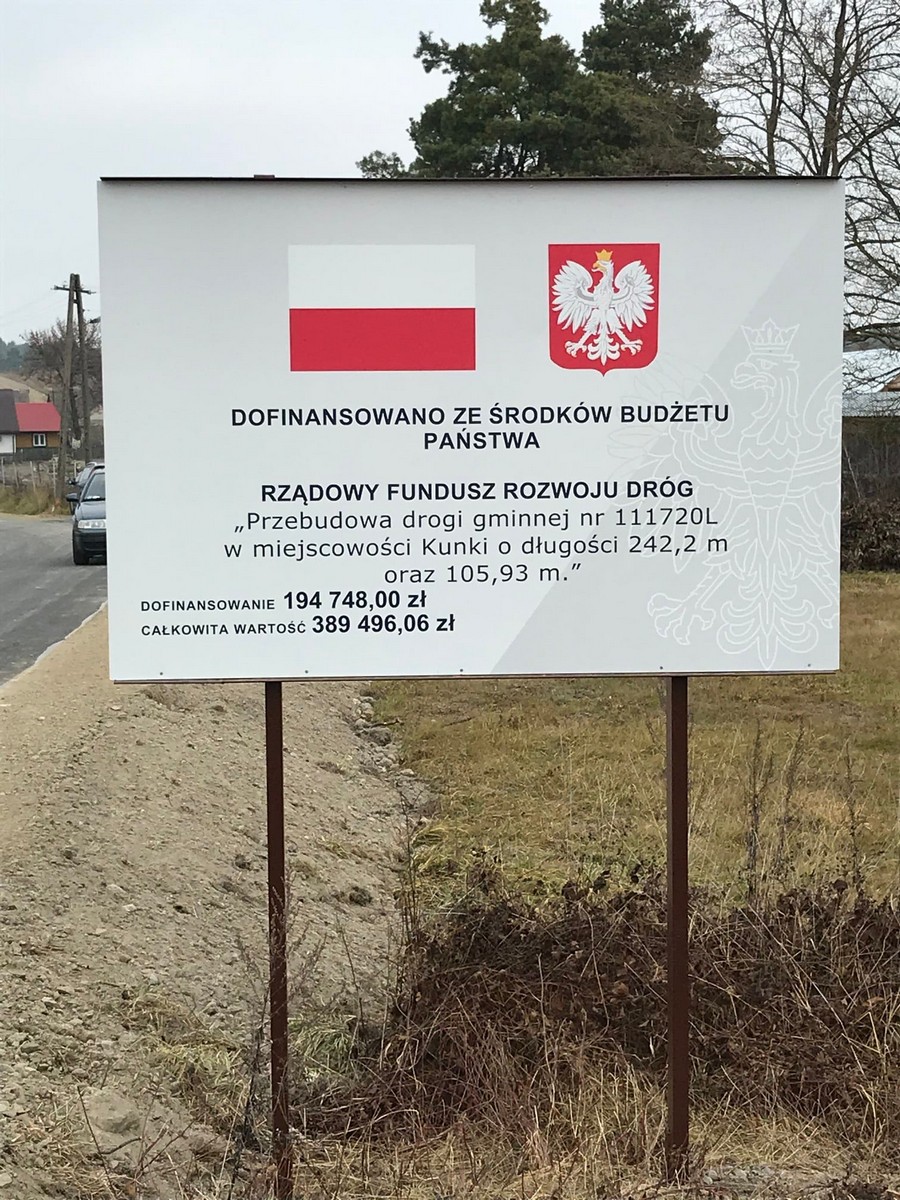 DOFINANSOWANO ZE ŚRODKÓW BUDŻETU
PAŃSTWA
RZĄDOWY FUNDUSZ ROZWOJU DRÓG
„Przebudowa drogi gminnej nr 111720L
w miejscowości Kunki o długości 242,2 m
oraz 105,93 m.”
DOFINANSOWANIE 194 748,00 zł
CAŁKOWITA WARTOŚĆ 389 496,06 zł